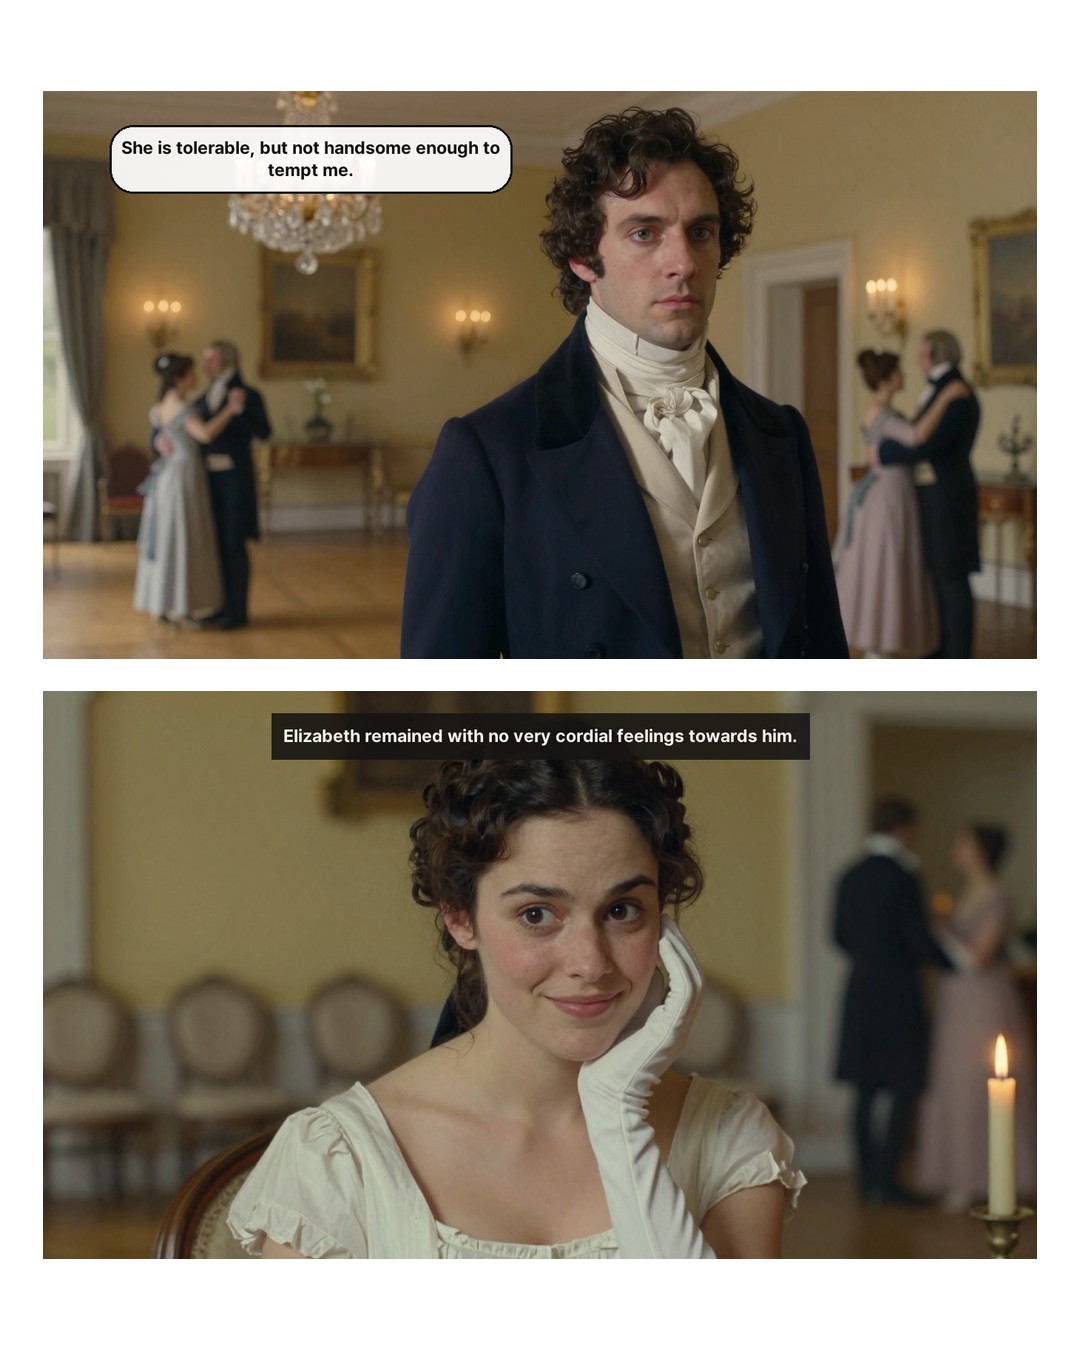 She is tolerable, but not handsome enough to
tempt me.
Elizabeth remained with no very cordial feelings towards him.